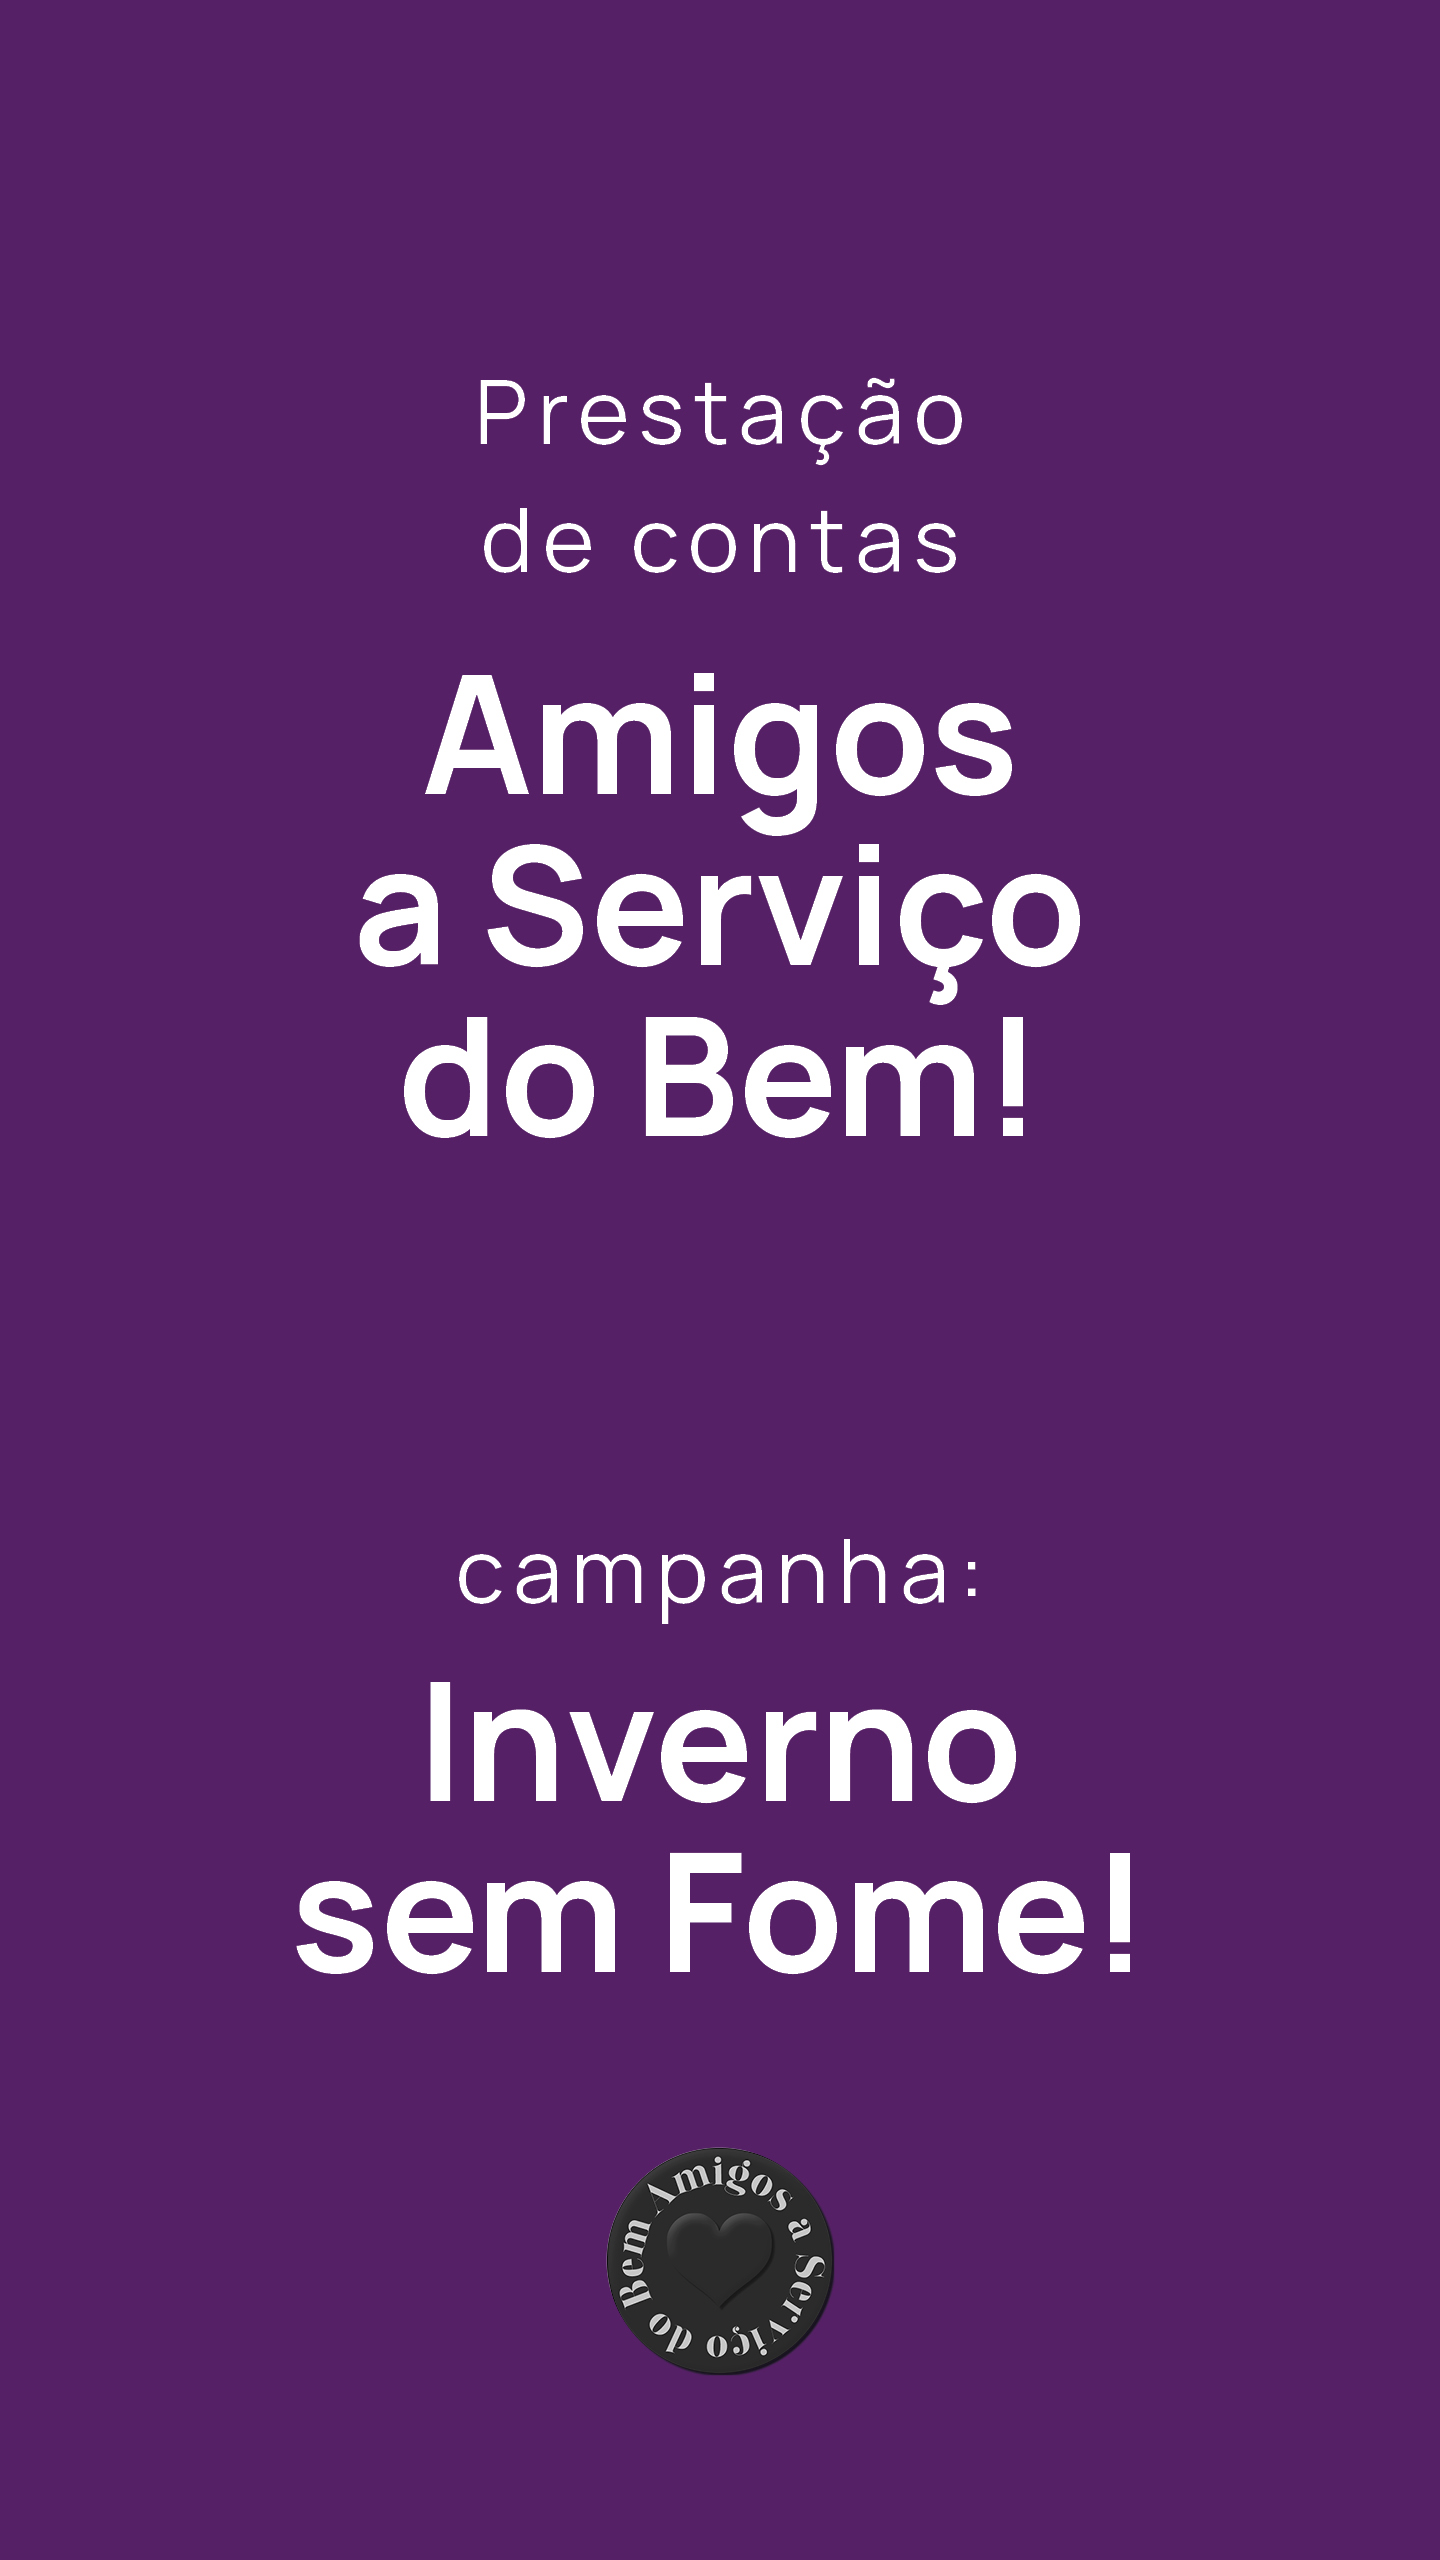 Prestação
de contas
Amigos
a Serviço
do Bem!
campanha:
Inverno
sem Fome!
Amigos a Serviço do Bem